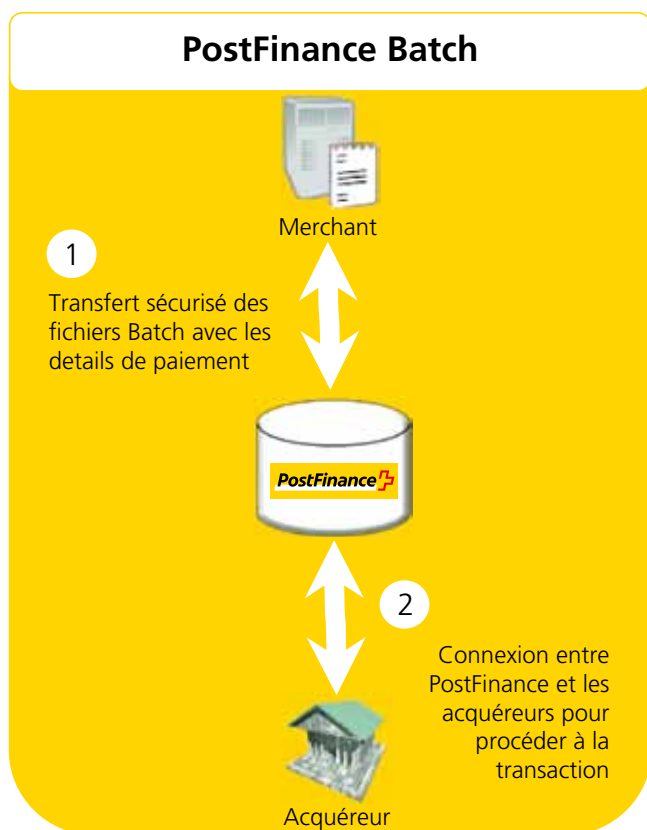 PostFinance Batch
Merchant
1
Transfert sécurisé des
fichiers Batch avec les
details de paiement
PostFinance
2
Connexion entre
PostFinance et les
acquéreurs pour
procéder à la
transaction
Acquéreur